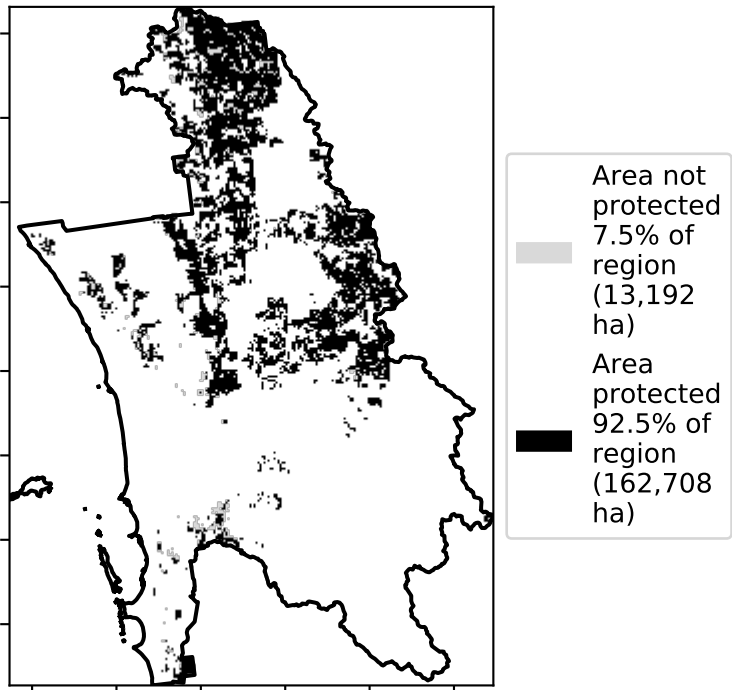 Area not
protected
7.5% of
region
(13,192
ha)
Area
protected
92.5% of
region
(162,708
ha)